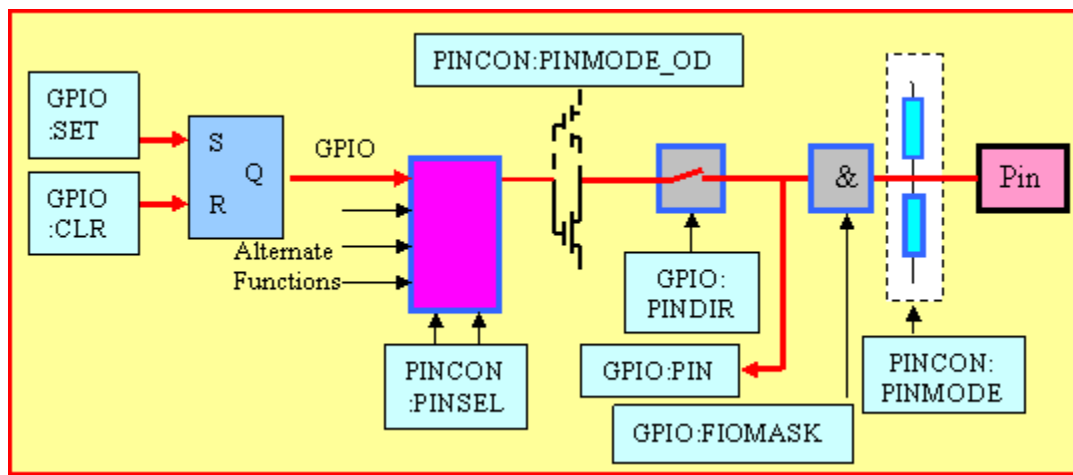 PINCON:PINMODE_OD
GPIO
:SET
S
Q
R
GPIO
GPIO
:CLR
Alternate
Functions
&
Pin
GPIO:
PINDIR
PINCON
:PINSEL
GPIO:PIN
PINCON:
PINMODE
GPIO:FIOMASK